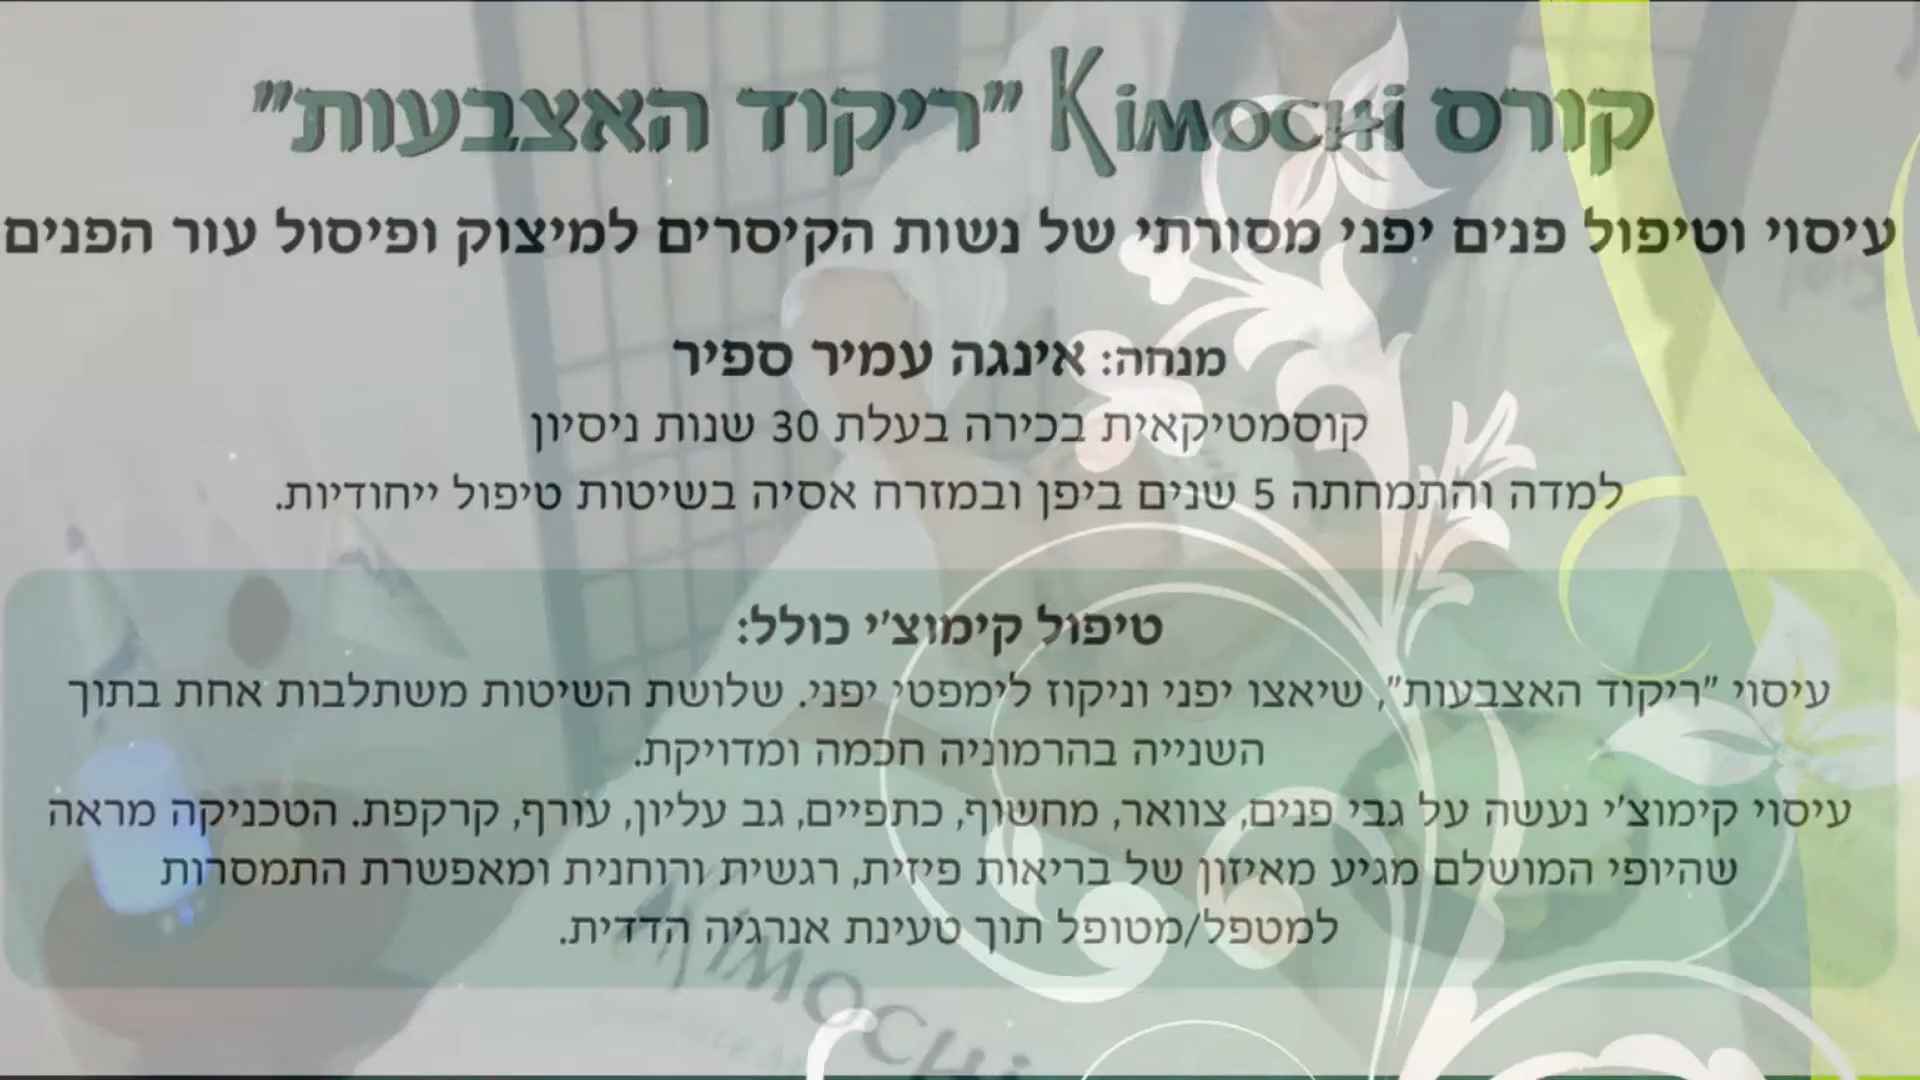 קורס Kimochi "ריקוד האצבעות"
עיסוי וטיפול פנים יפני מסורתי של נשות הקיסרים למיצוק ופיסול עור הפנים
מנחה: אינגה עמיר ספיר
קוסמטיקאית בכירה בעלת 30 שנות ניסיון
למדה והתמחתה 5 שנים ביפן ובמזרח אסיה בשיטות טיפול ייחודיות.
טיפול קימוצ'י כולל:
עיסוי "ריקוד האצבעות", שיאצו יפני וניקוז לימפטי יפני. שלושת השיטות משתלבות אחת בתוך
השנייה בהרמוניה חכמה ומדויקת.
עיסוי קימוצ'י נעשה על גבי פנים, צוואר, מחשוף, כתפיים, גב עליון, עורף, קרקפת. הטכניקה מראה
שהיופי המושלם מגיע מאיזון של בריאות פיזית, רגשית ורוחנית ומאפשרת התמסרות
למטפל/מטופל תוך טעינת אנרגיה הדדית.
KIMOCHI